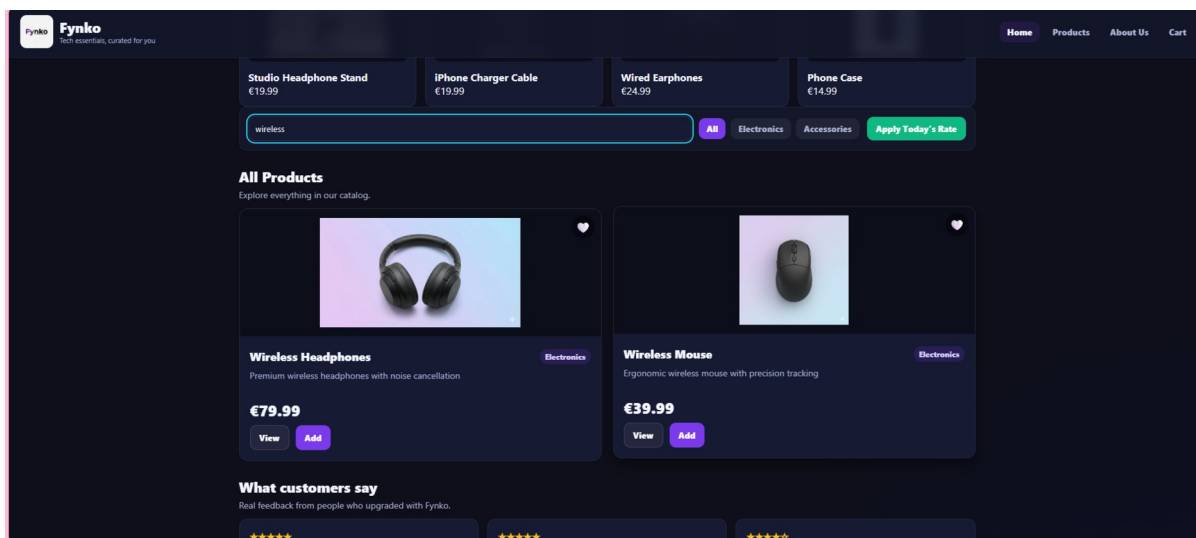 Fynko
Fynko
Tech essentials, curated for you
Home
Products
About Us
Cart
Studio Headphone Stand
€19.99
iPhone Charger Cable
€19.99
Wired Earphones
€24.99
Phone Case
€14.99
wireless
All
Electronics
Accessories
Apply Today's Rate
All Products
Explore everything in our catalog.
Wireless Headphones
Electronics
Premium wireless headphones with noise cancellation
€79.99
View
Add
Wireless Mouse
Electronics
Ergonomic wireless mouse with precision tracking
€39.99
View
Add
What customers say
Real feedback from people who upgraded with Fynko.